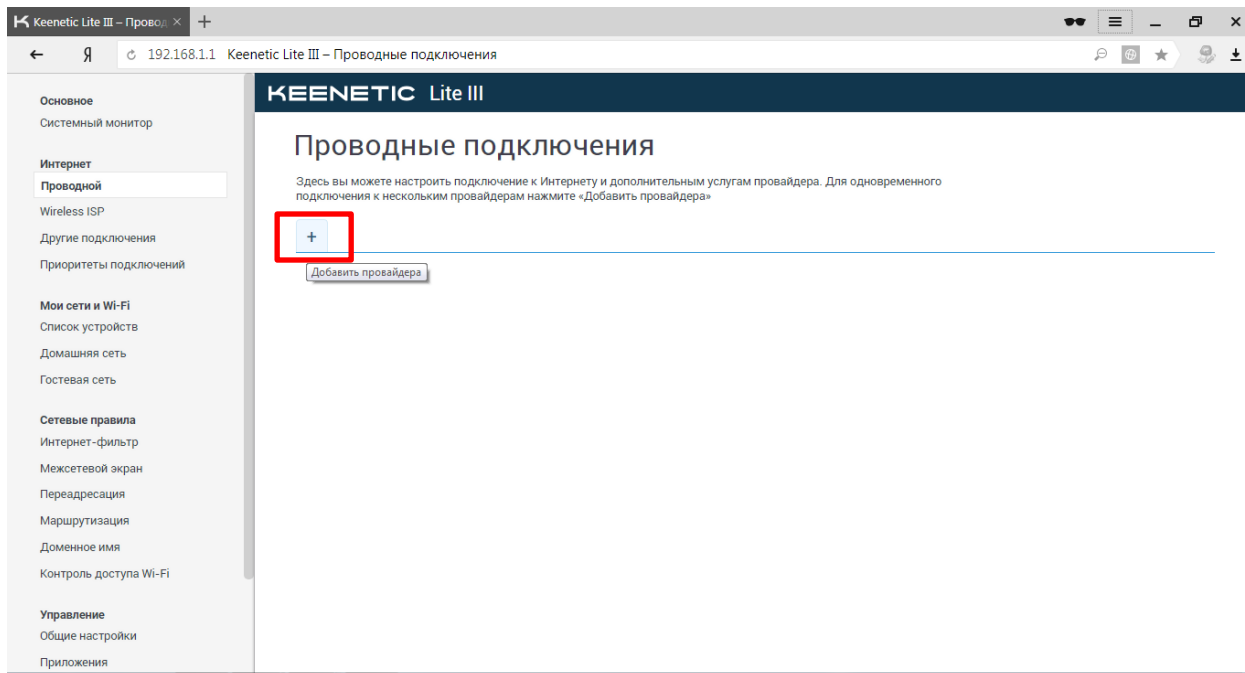 Keenetic Lite III – Провод
192.168.1.1 Keenetic Lite III – Проводные подключения
Основное
Системный монитор
Интернет
Проводной
Wireless ISP
Другие подключения
Приоритеты подключений
Мои сети и Wi-Fi
Список устройств
Домашняя сеть
Гостевая сеть
Сетевые правила
Интернет-фильтр
Межсетевой экран
Переадресация
Маршрутизация
Доменное имя
Контроль доступа Wi-Fi
Управление
Общие настройки
Приложения
KEENETIC Lite III
Проводные подключения
Здесь вы можете настроить подключение к Интернету и дополнительным услугам провайдера. Для одновременного
подключения к нескольким провайдерам нажмите «Добавить провайдера»
+
Добавить провайдера